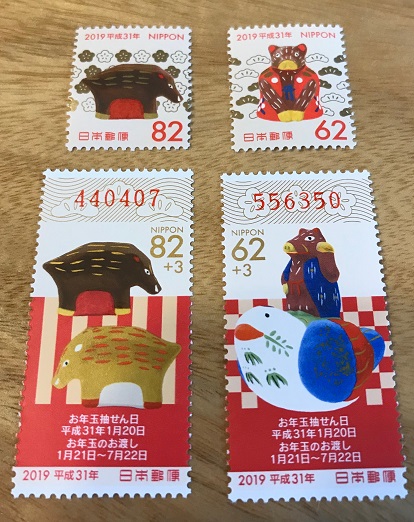 2019 平成31年 NIPPON
日本郵便 82
2019 平成31年 NIPPON
日本郵便 62
440407
NIPPON
82
+3
お年玉抽せん日
平成31年1月20日
お年玉のお渡し
1月21日～7月22日
2019 平成31年 日本郵便
556350
NIPPON
62
+3
お年玉抽せん日
平成31年1月20日
お年玉のお渡し
1月21日～7月22日
2019 平成31年 日本郵便